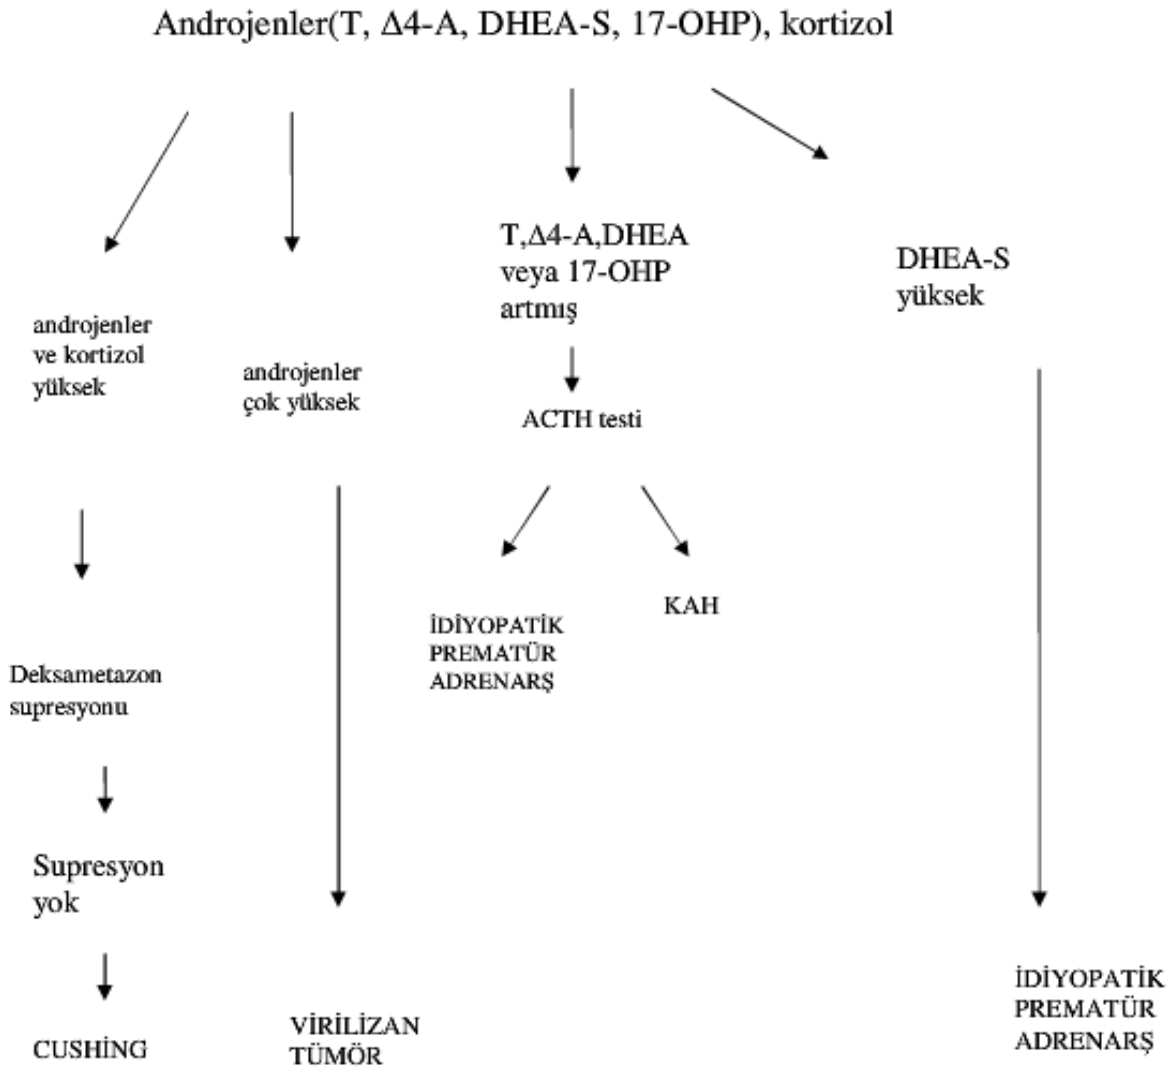 Androjenler(T, Δ4-A, DHEA-S, 17-OHP), kortizol
androjenler
ve kortizol
yüksek
Deksametazon
supresyonu
Supresyon
yok
CUSHİNG
androjenler
çok yüksek
VİRİLİZAN
TÜMÖR
T,Δ4-A,DHEA
veya 17-OHP
artmış
ACTH testi
İDİYOPATİK
PREMATÜR
ADRENARŞ
KAH
DHEA-S
yüksek
İDİYOPATİK
PREMATÜR
ADRENARŞ